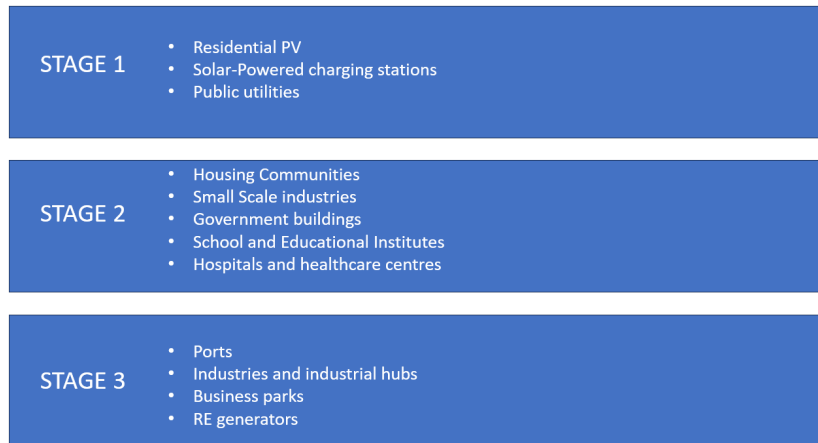 STAGE 1
• Residential PV
• Solar-Powered charging stations
• Public utilities
STAGE 2
• Housing Communities
• Small Scale industries
• Government buildings
• School and Educational Institutes
• Hospitals and healthcare centres
STAGE 3
• Ports
• Industries and industrial hubs
• Business parks
• RE generators